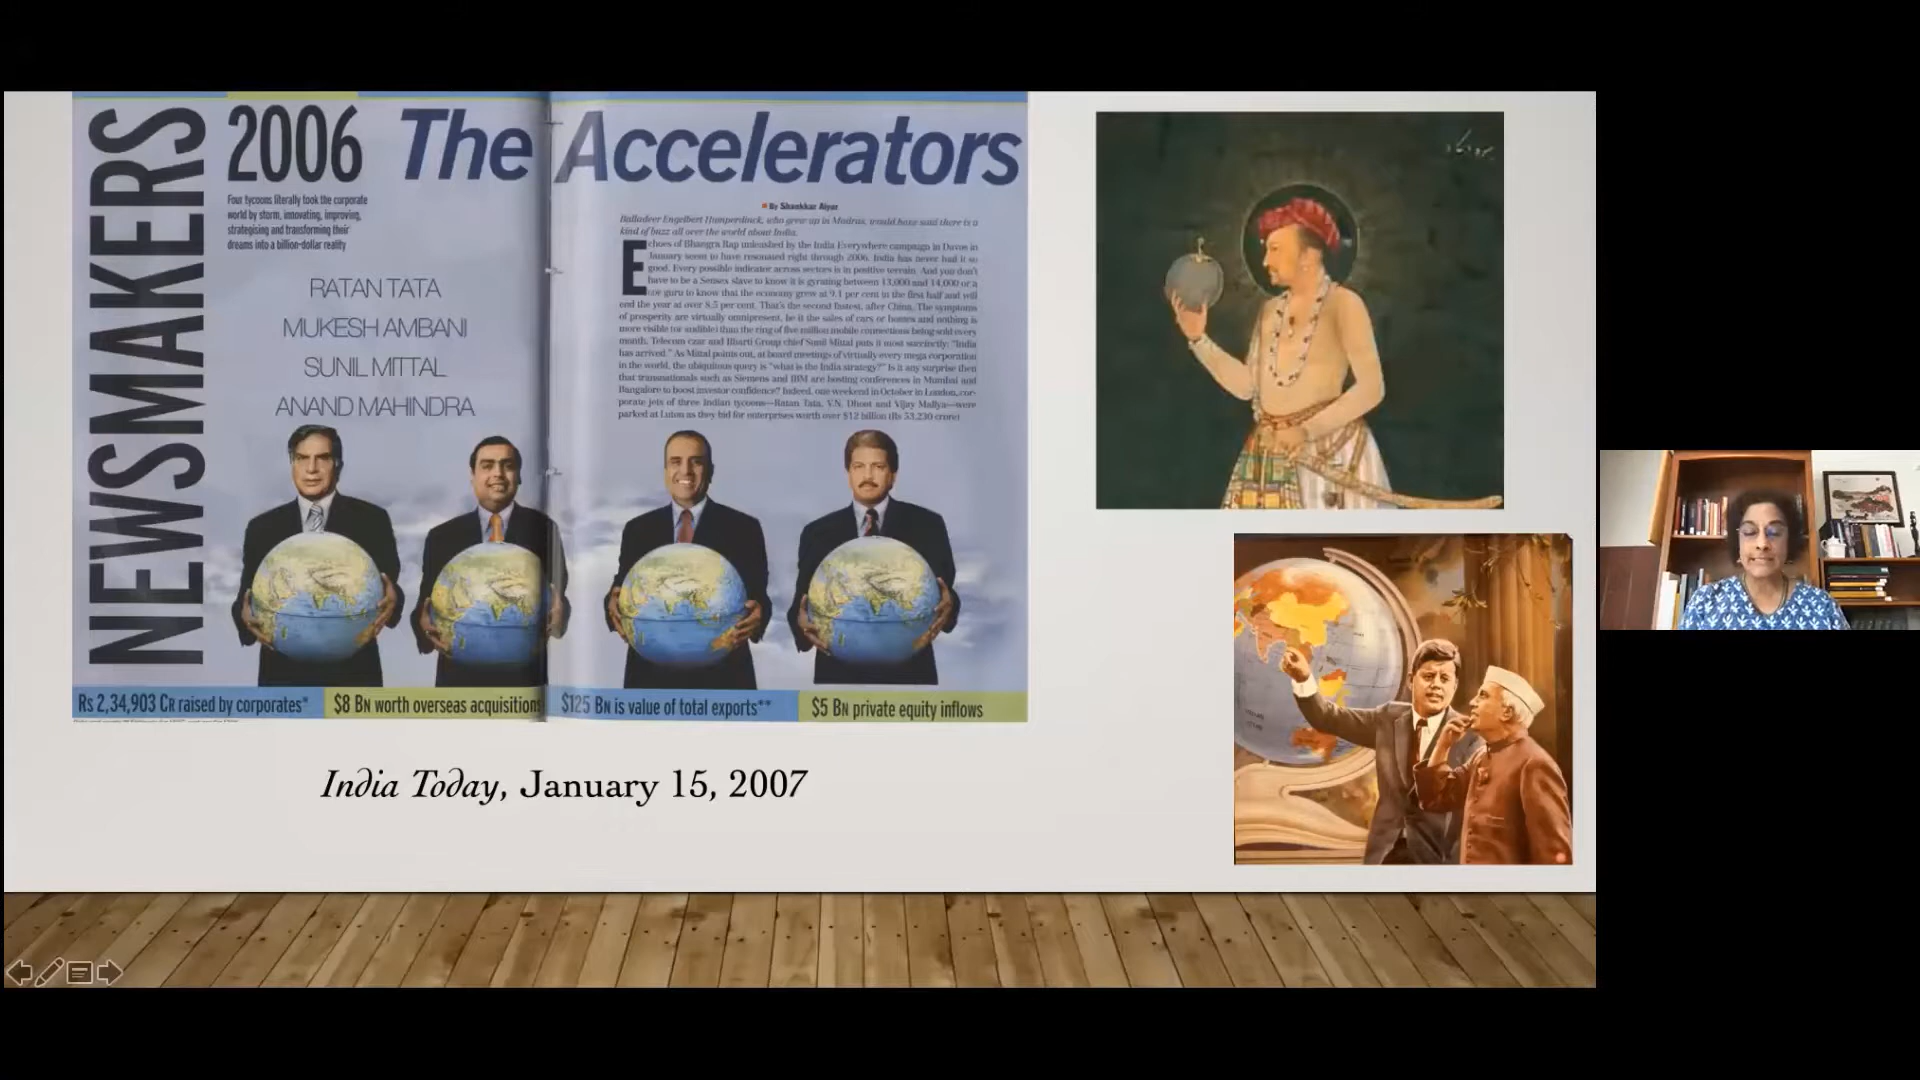 NEWSMAKERS
2006 The Accelerators
Four tycoons literally took the corporate
world by storm, innovating, improving,
strategising and transforming their
dreams into a billion-dollar reality
RATAN TATA
MUKESH AMBANI
SUNIL MITTAL
ANAND MAHINDRA
By Shankkar Aiyar
Balladeer Engelbert Humperdinck, who grew up in Madras, would have said there is a
kind of buzz all over the world about India.
Echoes of Bhangra Rap unleashed by the India Everywhere campaign in Davos in
January seem to have resonated right through 2006. India has never had it so
good. Every possible indicator across sectors is in positive terrain. And you don't
have to be a Sensex slave to know it is gyrating between 13,000 and 14,000 or a
guru to know that the economy grew at 9.1 per cent in the first half and will
end the year at over 8.5 per cent. That's the second fastest, after China. The symptoms
of prosperity are virtually omnipresent, be it the sales of cars or homes and nothing is
more visible (or audible) than the ring of five million mobile connections being sold every
month. Telecom czar and Bharti Group chief Sunil Mittal puts it most succinctly: "India
has arrived." As Mittal points out, at board meetings of virtually every mega corporation
in the world, the ubiquitous query is "what is the India strategy?" Is it any surprise then
that transnationals such as Siemens and IBM are hosting conferences in Mumbai and
Bangalore to boost investor confidence? Indeed, one weekend in October in London, cor-
porate jets of three Indian tycoons—Ratan Tata, V.N. Dhoot and Vijay Mallya—were
parked at Luton as they bid for enterprises worth over $12 billion (Rs 53,230 crore)
Rs 2,34,903 CR raised by corporates*
$8 BN worth overseas acquisitions
$125 BN is value of total exports**
$5 BN private equity inflows
India Today, January 15, 2007